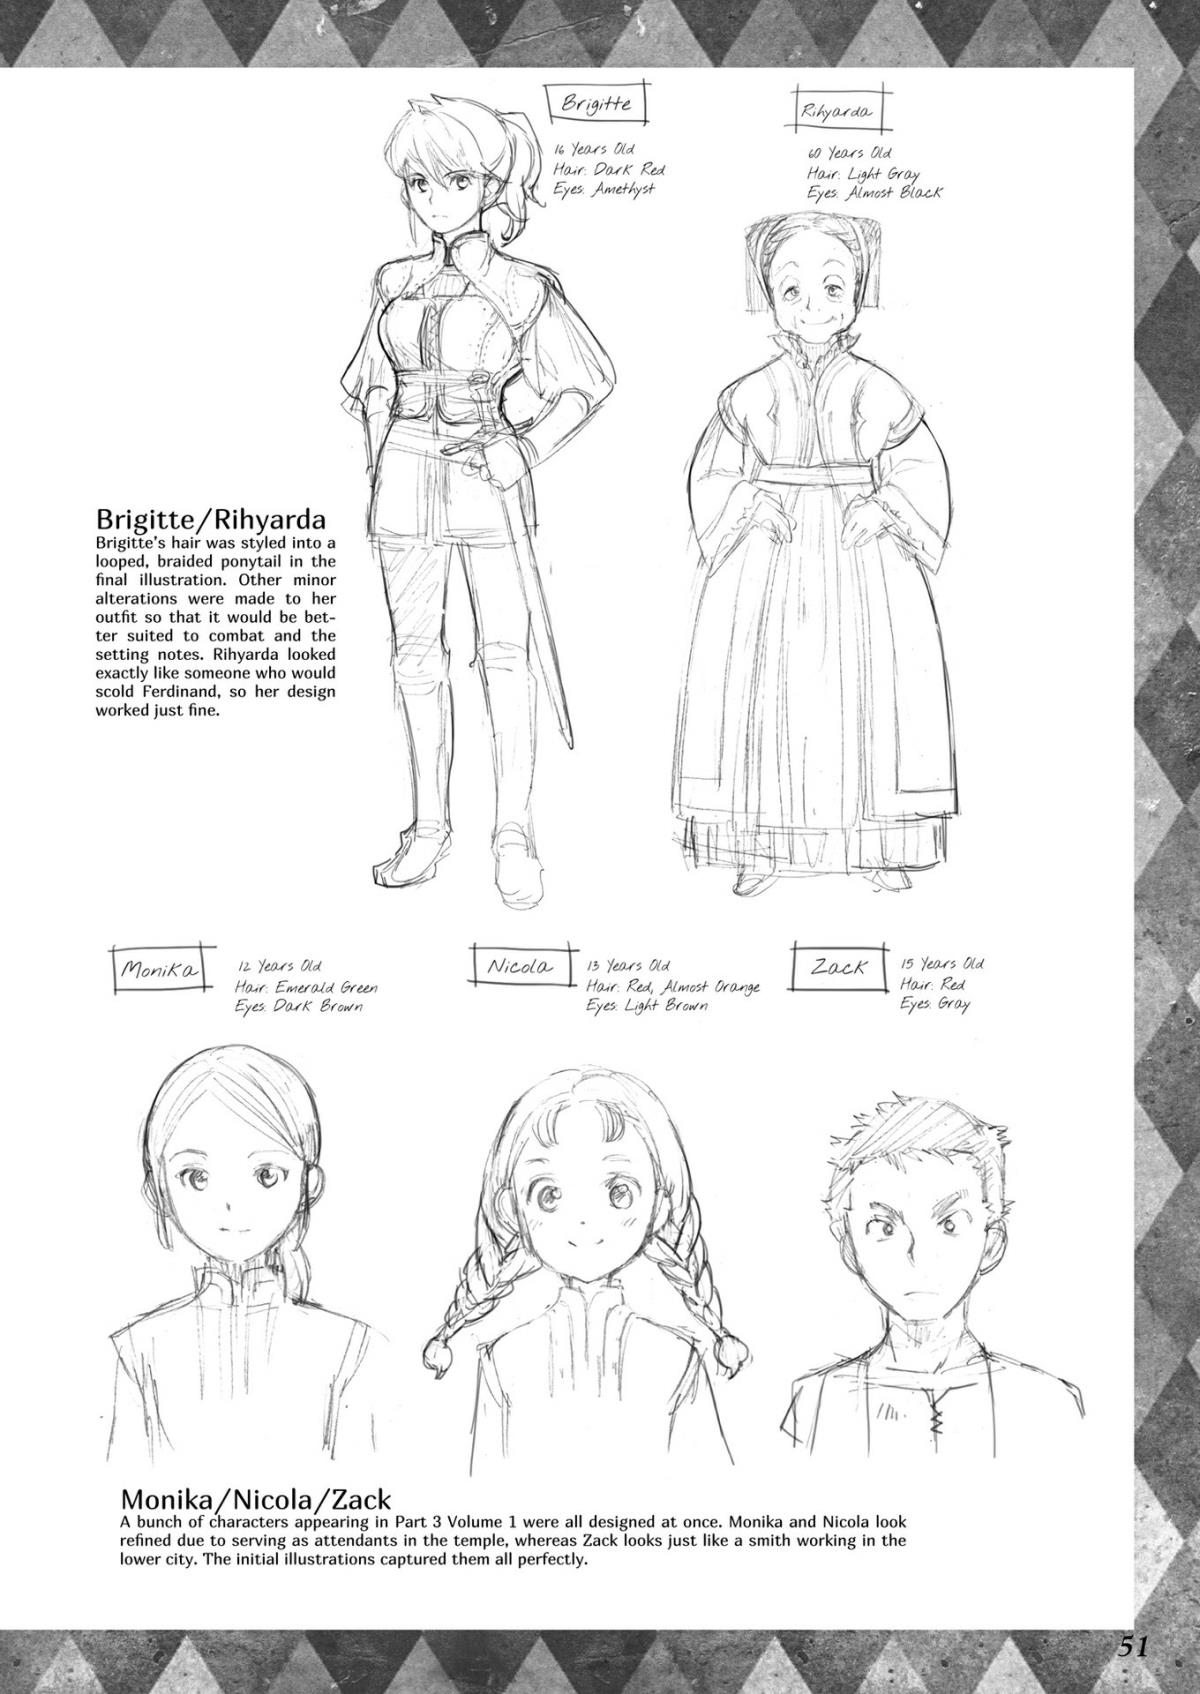 Brigitte
16 Years Old
Hair: Dark Red
Eyes: Amethyst
Rihyarda
60 Years Old
Hair: Light Gray
Eyes: Almost Black
Brigitte/Rihyarda
Brigitte's hair was styled into a
looped, braided ponytail in the
final illustration. Other minor
alterations were made to her
outfit so that it would be bet-
ter suited to combat and the
setting notes. Rihyarda looked
exactly like someone who would
scold Ferdinand, so her design
worked just fine.
Monika
12 Years Old
Hair: Emerald Green
Eyes: Dark Brown
Nicola
13 Years Old
Hair: Red, Almost Orange
Eyes: Light Brown
Zack
15 Years Old
Hair: Red
Eyes: Gray
Monika/Nicola/Zack
A bunch of characters appearing in Part 3 Volume 1 were all designed at once. Monika and Nicola look
refined due to serving as attendants in the temple, whereas Zack looks just like a smith working in the
lower city. The initial illustrations captured them all perfectly.
51